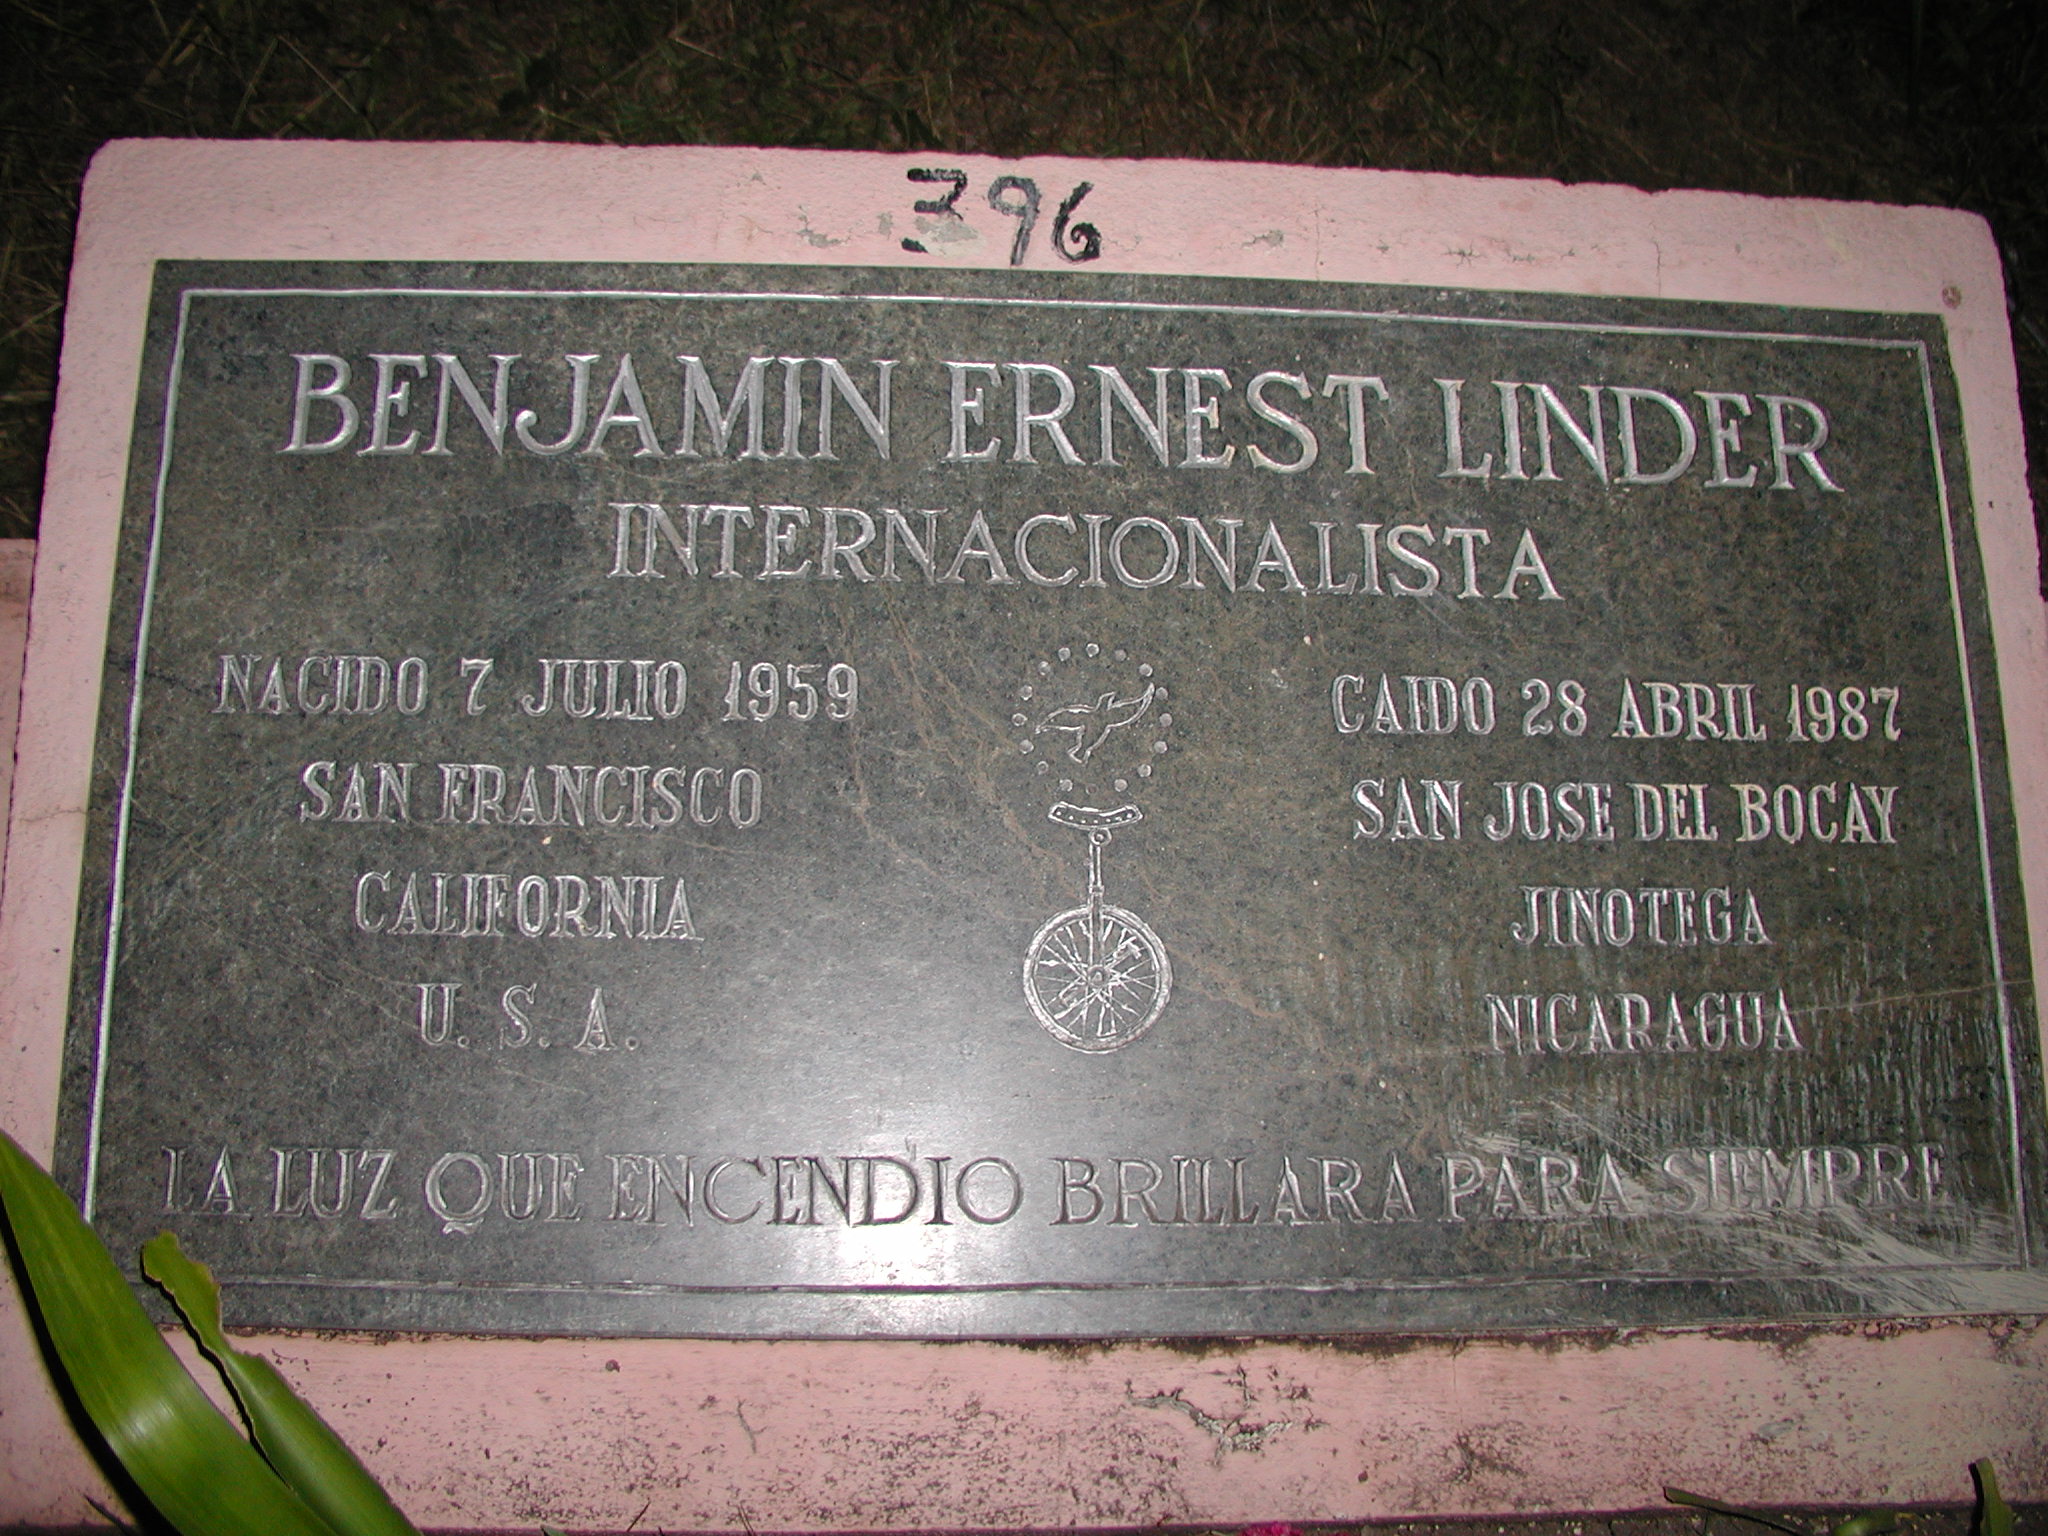 396
BENJAMIN ERNEST LINDER
INTERNACIONALISTA
NACIDO 7 JULIO 1959
SAN FRANCISCO
CALIFORNIA
U. S. A.
CAIDO 28 ABRIL 1987
SAN JOSE DEL BOCAY
JINOTEGA
NICARAGUA
LA LUZ QUE ENCENDIO BRILLARA PARA SIEMPRE